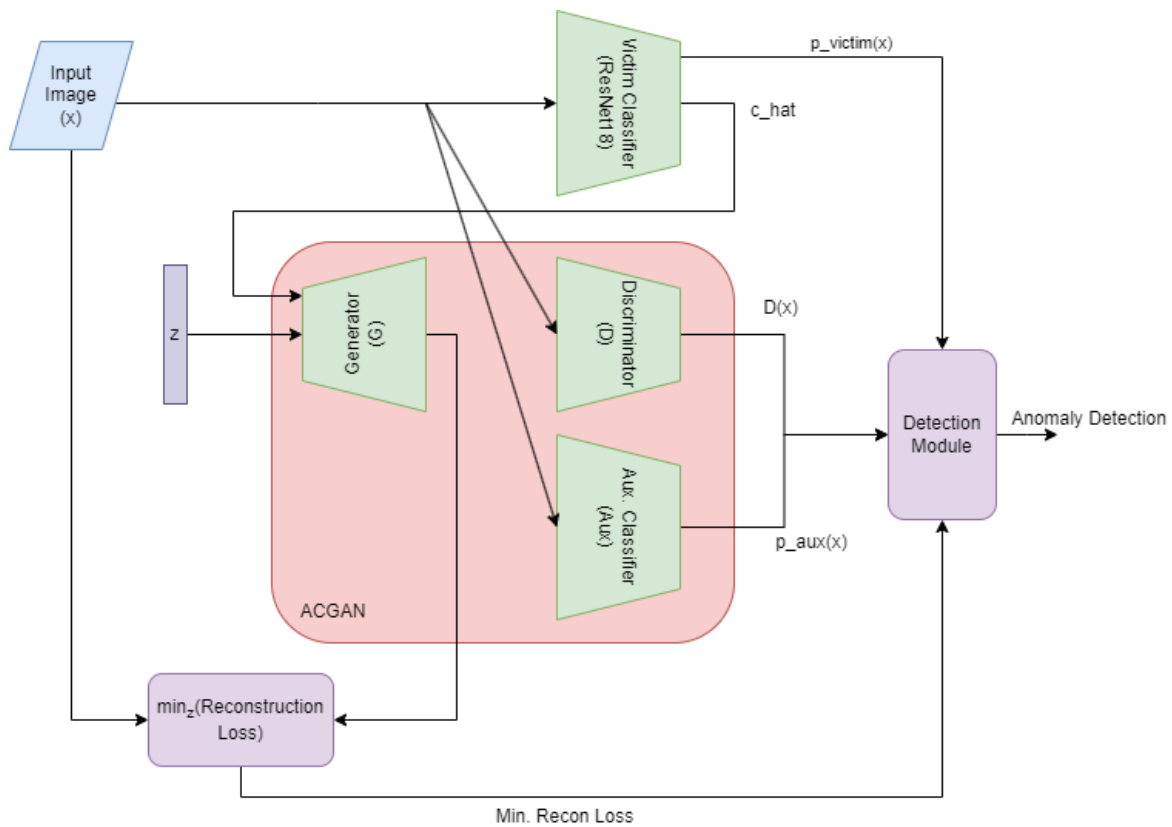 Input
Image
(x)
Victim Classifier
(ResNet18)
p_victim(x)
c_hat
z
Generator
(G)
Discriminator
(D)
D(x)
Aux. Classifier
(Aux)
p_aux(x)
ACGAN
Detection
Module
Anomaly Detection
min_z(Reconstruction
Loss)
Min. Recon Loss